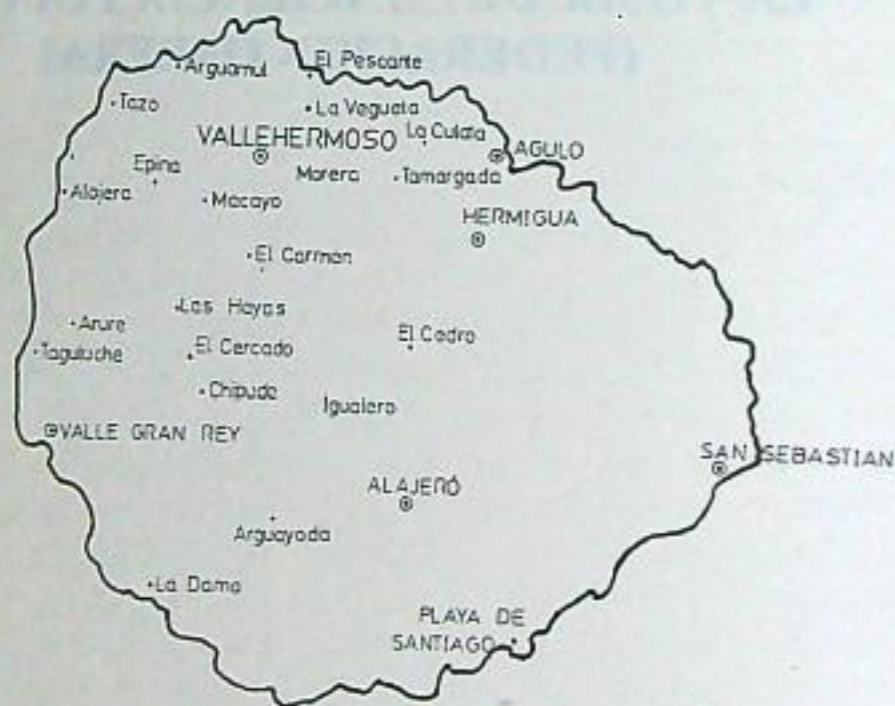 Arguamul
El Pescante
Tazo
La Vegueta
La Culata
VALLEHERMOSO
AGULO
Epina
Morera
Tamargada
Alojera
Macayo
HERMIGUA
El Carmen
Las Hayas
Arure
El Cedro
Taguluche
El Cercado
Chipude
Igualero
VALLE GRAN REY
SAN SEBASTIAN
ALAJERÓ
Arguayoda
La Dama
PLAYA DE
SANTIAGO